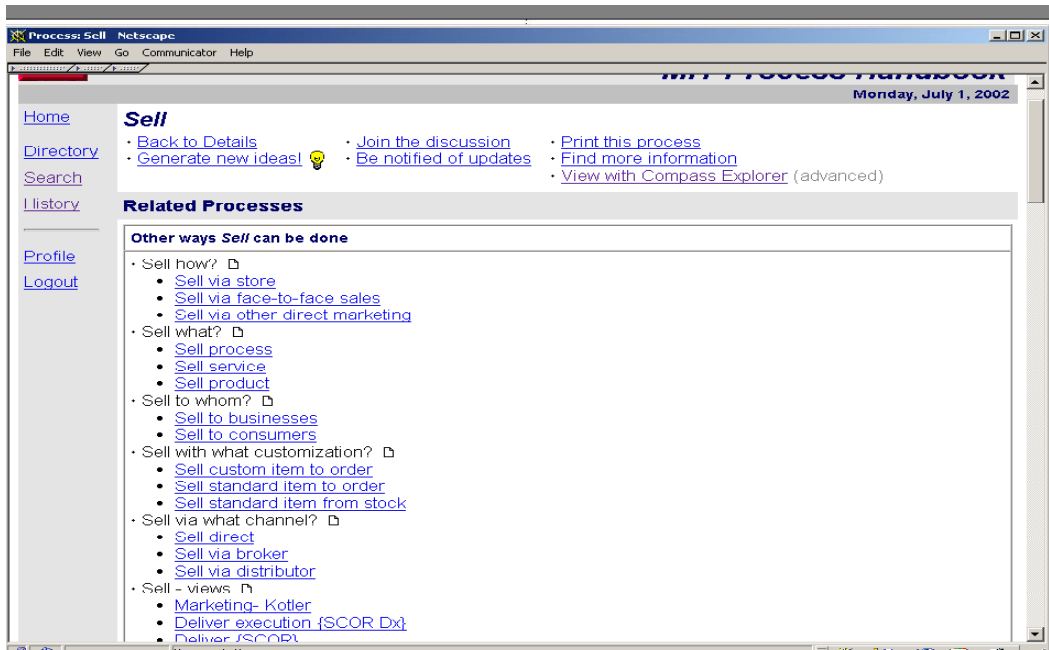 Process: Sell Netscape
File Edit View Go Communicator Help
MIT Process Handbook
Monday, July 1, 2002
Home
Directory
Search
History
Profile
Logout
Sell
· Back to Details
· Generate new ideas!
· Join the discussion
· Be notified of updates
· Print this process
· Find more information
· View with Compass Explorer (advanced)
Related Processes
Other ways Sell can be done
· Sell how?
• Sell via store
• Sell via face-to-face sales
• Sell via other direct marketing
· Sell what?
• Sell process
• Sell service
• Sell product
· Sell to whom?
• Sell to businesses
• Sell to consumers
· Sell with what customization?
• Sell custom item to order
• Sell standard item to order
• Sell standard item from stock
· Sell via what channel?
• Sell direct
• Sell via broker
• Sell via distributor
· Sell - views
• Marketing- Kotler
• Deliver execution {SCOR Dx}
• Deliver {SCOR}